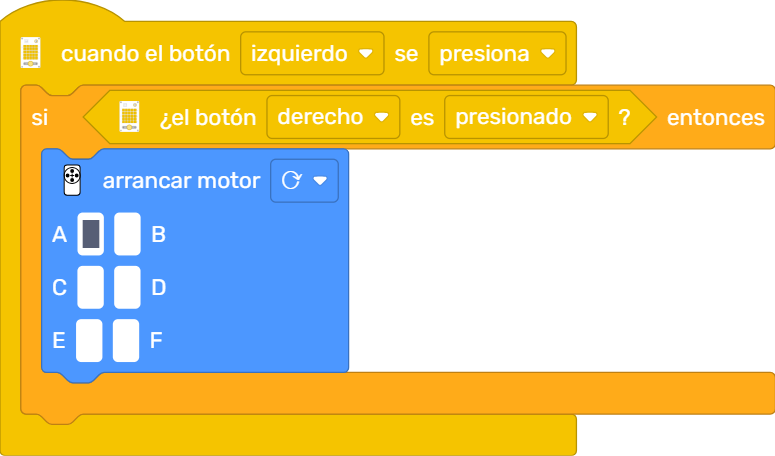 cuando el botón izquierdo se presiona
si ¿el botón derecho es presionado ? entonces
arrancar motor
A B
C D
E F